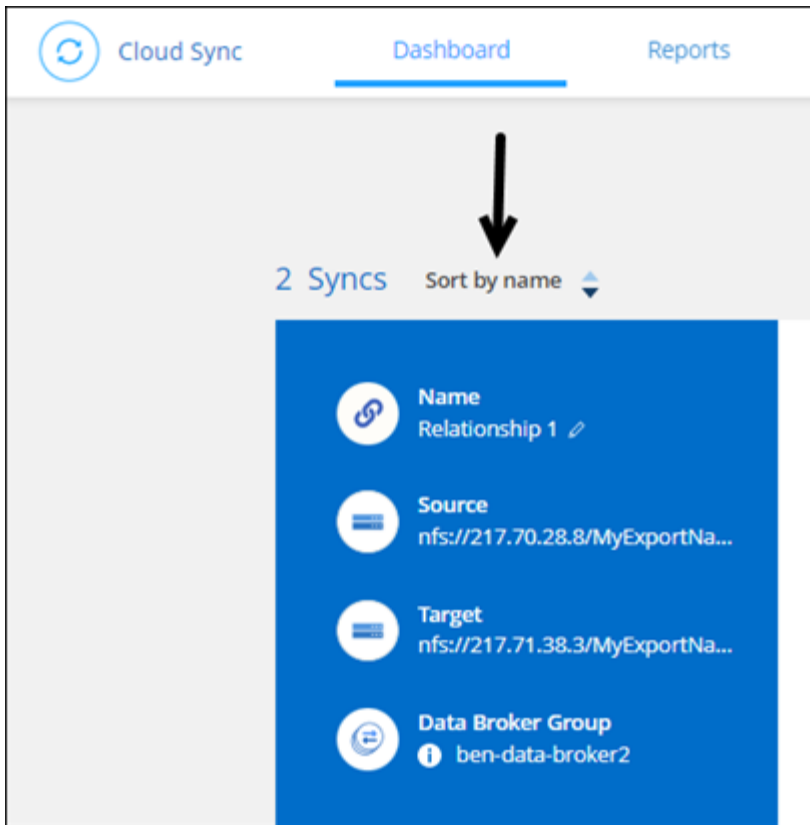 Cloud Sync Dashboard Reports
2 Syncs Sort by name
Name
Relationship 1
Source
nfs://217.70.28.8/MyExportNa...
Target
nfs://217.71.38.3/MyExportNa...
Data Broker Group
ben-data-broker2